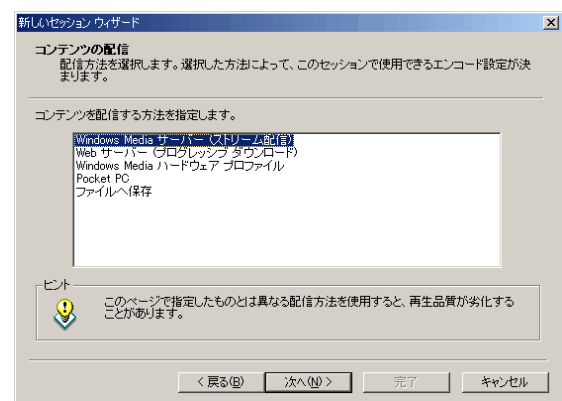 新しいセッション ウィザード
コンテンツの配信
配信方法を選択します。選択した方法によって、このセッションで使用できるエンコード設定が決
まります。
コンテンツを配信する方法を指定します。
Windows Media サーバー (ストリーム配信)
Web サーバー (プログレッシブ ダウンロード)
Windows Media ハードウェア プロファイル
Pocket PC
ファイルへ保存
ヒント
このページで指定したものとは異なる配信方法を使用すると、再生品質が劣化する
ことがあります。
< 戻る(B)
次へ(N) >
完了
キャンセル